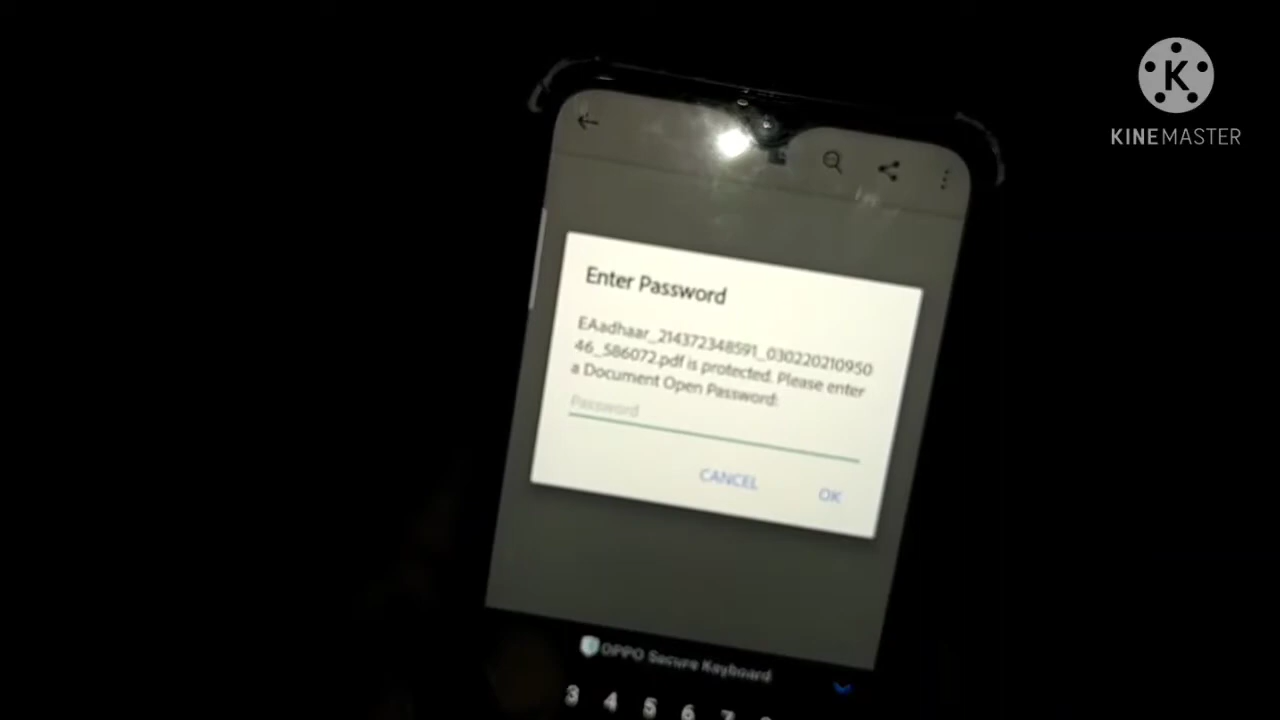 KINEMASTER
Enter Password
EAadhaar_214372348591_030220210950
46_586072.pdf is protected. Please enter
a Document Open Password:
Password
CANCEL OK
OPPO Secure Keyboard
3 4 5 6 7